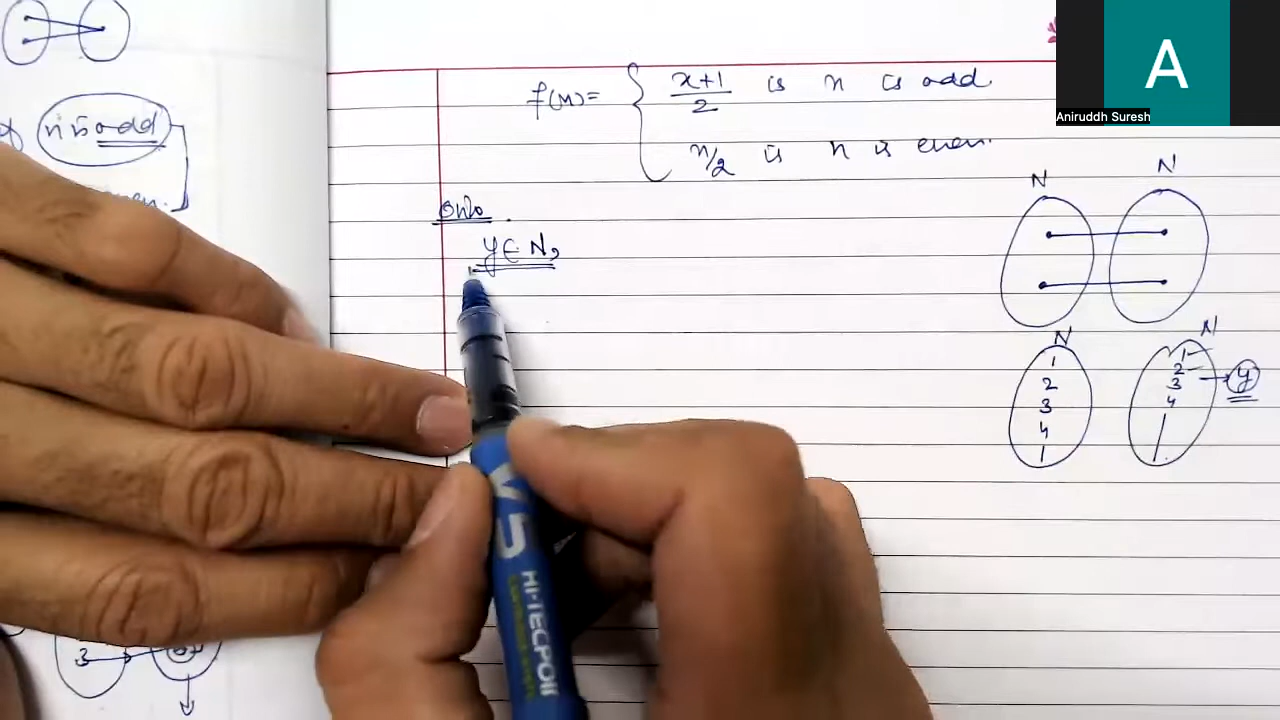 n is odd
f(n)=
x+1
2
is n is odd
n/2 is n is even.
Onto.
y ∈ N,
N N
N N
1 1
2 2
3 3 → y
4 4
3
V5
HI-TECPOINT
A
Aniruddh Suresh